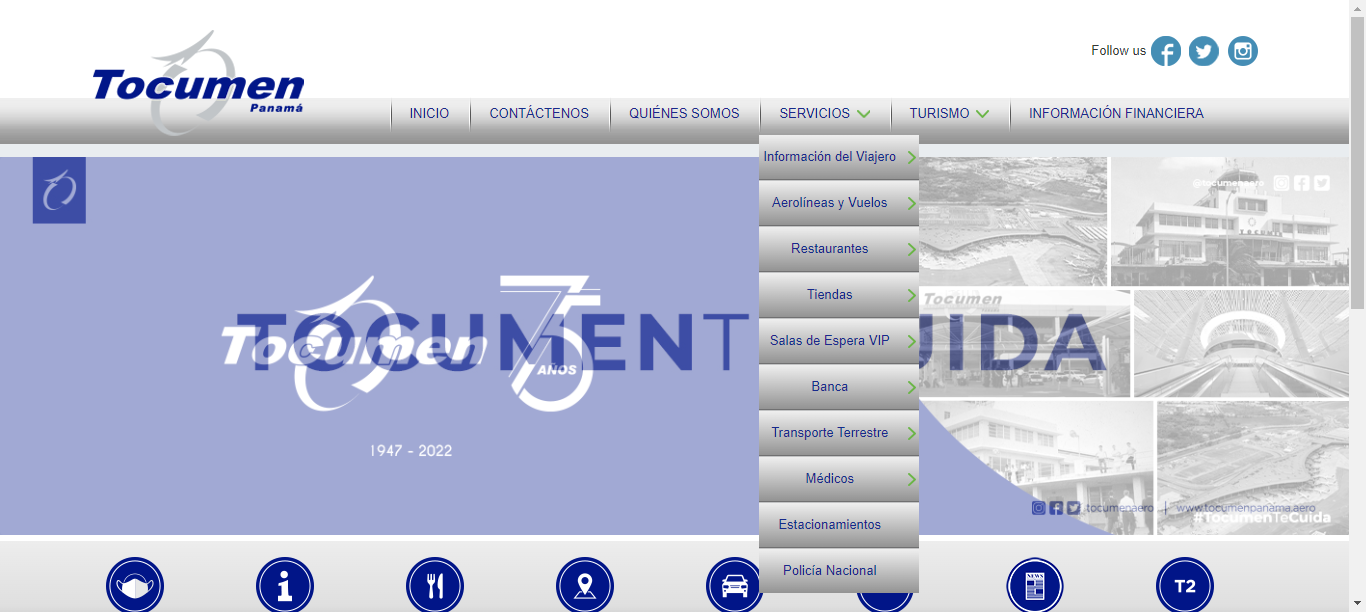 Follow us
Tocumen
Panamá
INICIO
CONTÁCTENOS
QUIÉNES SOMOS
SERVICIOS
TURISMO
INFORMACIÓN FINANCIERA
Información del Viajero
Aerolíneas y Vuelos
Restaurantes
Tiendas
Salas de Espera VIP
Banca
Transporte Terrestre
Médicos
Estacionamientos
Policía Nacional
@tocumenaero
TOCUMEN
Tocumen
Tocumen 75
AÑOS
TOCUMENT UIDA
1947 - 2022
tocumenaero | www.tocumenpanama.aero
#TocumenTeCuida
NEWS
T2